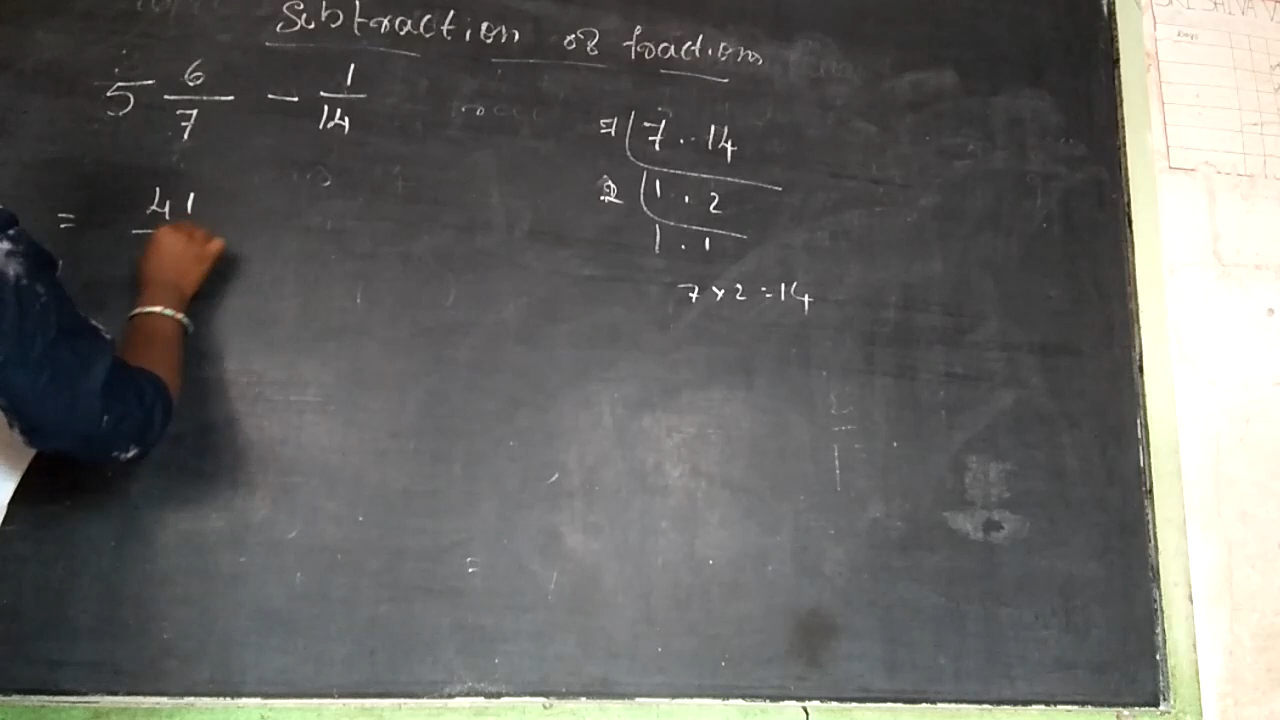 Subtraction of fractions
5 6/7 - 1/14
= 41
7 | 7 . 14
2 | 1 . 2
1 . 1
7 x 2 = 14